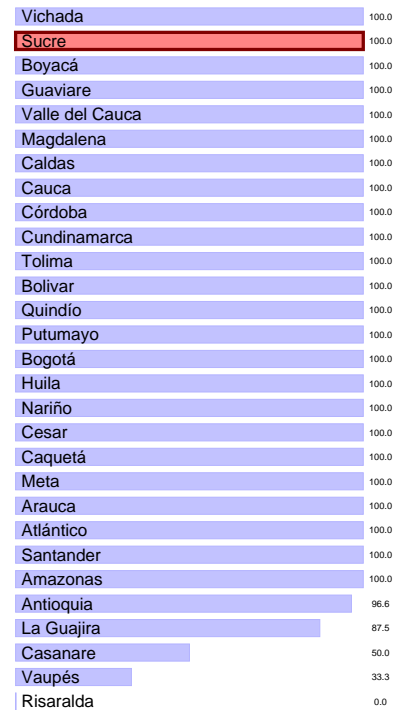 Vichada 100.0
Sucre 100.0
Boyacá 100.0
Guaviare 100.0
Valle del Cauca 100.0
Magdalena 100.0
Caldas 100.0
Cauca 100.0
Córdoba 100.0
Cundinamarca 100.0
Tolima 100.0
Bolivar 100.0
Quindío 100.0
Putumayo 100.0
Bogotá 100.0
Huila 100.0
Nariño 100.0
Cesar 100.0
Caquetá 100.0
Meta 100.0
Arauca 100.0
Atlántico 100.0
Santander 100.0
Amazonas 100.0
Antioquia 96.6
La Guajira 87.5
Casanare 50.0
Vaupés 33.3
Risaralda 0.0